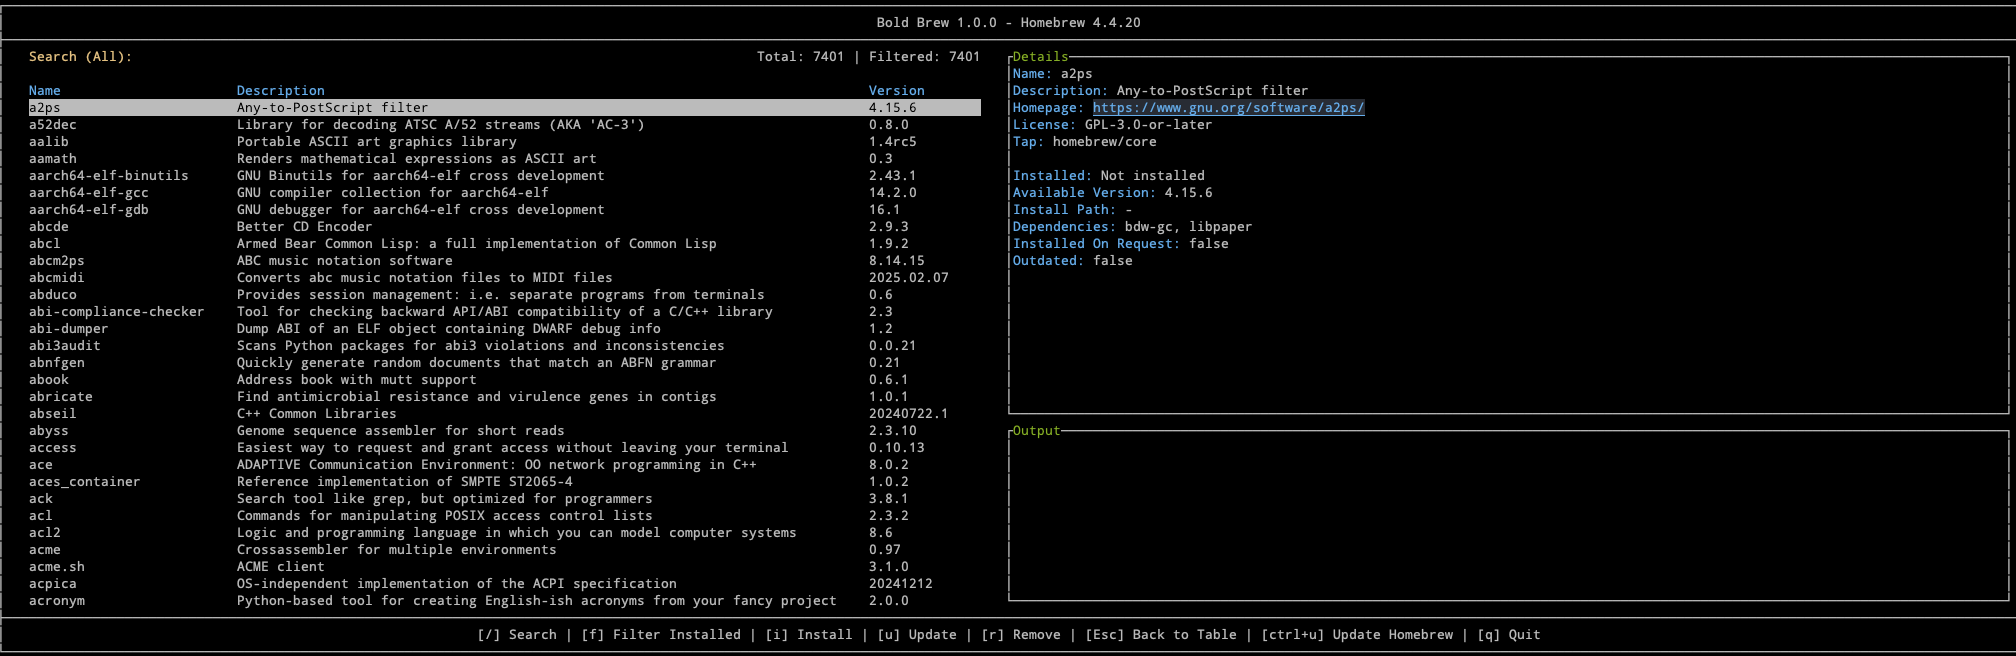 Bold Brew 1.0.0 - Homebrew 4.4.20
Search (All): Total: 7401 | Filtered: 7401
Name Description Version
a2ps Any-to-PostScript filter 4.15.6
a52dec Library for decoding ATSC A/52 streams (AKA 'AC-3') 0.8.0
aalib Portable ASCII art graphics library 1.4rc5
aamath Renders mathematical expressions as ASCII art 0.3
aarch64-elf-binutils GNU Binutils for aarch64-elf cross development 2.43.1
aarch64-elf-gcc GNU compiler collection for aarch64-elf 14.2.0
aarch64-elf-gdb GNU debugger for aarch64-elf cross development 16.1
abcde Better CD Encoder 2.9.3
abcl Armed Bear Common Lisp: a full implementation of Common Lisp 1.9.2
abcm2ps ABC music notation software 8.14.15
abcmidi Converts abc music notation files to MIDI files 2025.02.07
abduco Provides session management: i.e. separate programs from terminals 0.6
abi-compliance-checker Tool for checking backward API/ABI compatibility of a C/C++ library 2.3
abi-dumper Dump ABI of an ELF object containing DWARF debug info 1.2
abi3audit Scans Python packages for abi3 violations and inconsistencies 0.0.21
abnfgen Quickly generate random documents that match an ABFN grammar 0.21
abook Address book with mutt support 0.6.1
abricate Find antimicrobial resistance and virulence genes in contigs 1.0.1
abseil C++ Common Libraries 20240722.1
abyss Genome sequence assembler for short reads 2.3.10
access Easiest way to request and grant access without leaving your terminal 0.10.13
ace ADAPTIVE Communication Environment: OO network programming in C++ 8.0.2
aces_container Reference implementation of SMPTE ST2065-4 1.0.2
ack Search tool like grep, but optimized for programmers 3.8.1
acl Commands for manipulating POSIX access control lists 2.3.2
acl2 Logic and programming language in which you can model computer systems 8.6
acme Crossassembler for multiple environments 0.97
acme.sh ACME client 3.1.0
acpica OS-independent implementation of the ACPI specification 20241212
acronym Python-based tool for creating English-ish acronyms from your fancy project 2.0.0
Details
Name: a2ps
Description: Any-to-PostScript filter
Homepage: https://www.gnu.org/software/a2ps/
License: GPL-3.0-or-later
Tap: homebrew/core
Installed: Not installed
Available Version: 4.15.6
Install Path: -
Dependencies: bdw-gc, libpaper
Installed On Request: false
Outdated: false
Output
[/] Search | [f] Filter Installed | [i] Install | [u] Update | [r] Remove | [Esc] Back to Table | [ctrl+u] Update Homebrew | [q] Quit